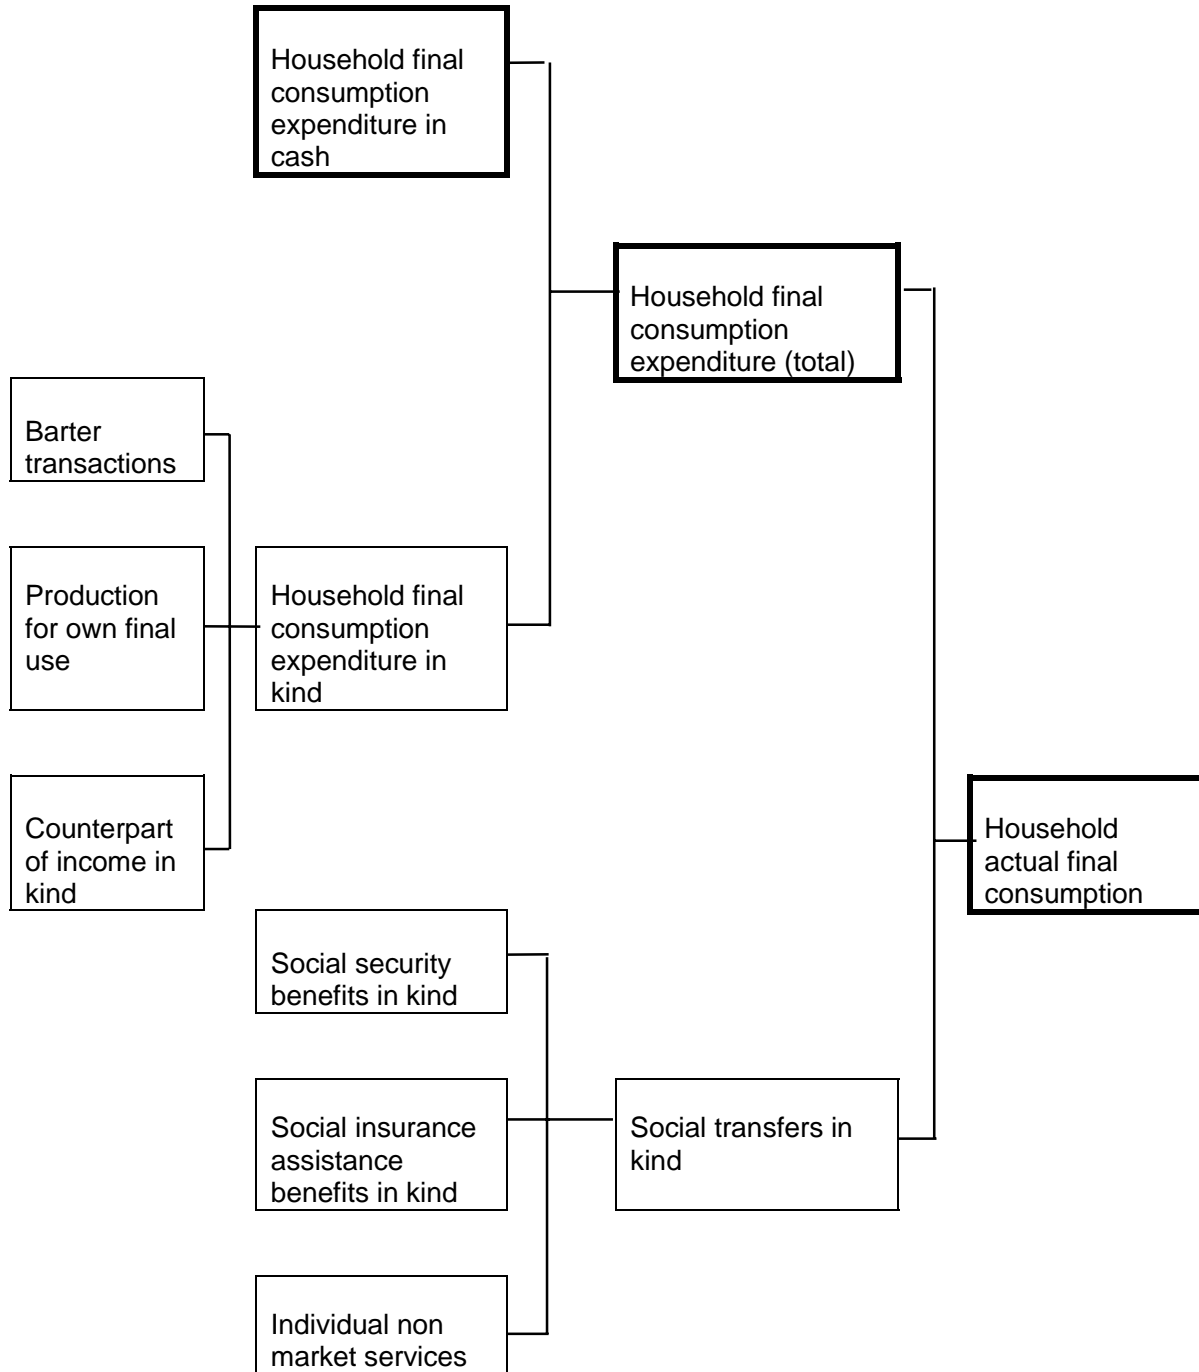 Household final
consumption
expenditure in
cash
Household final
consumption
expenditure (total)
Barter
transactions
Production
for own final
use
Household final
consumption
expenditure in
kind
Counterpart
of income in
kind
Household
actual final
consumption
Social security
benefits in kind
Social insurance
assistance
benefits in kind
Social transfers in
kind
Individual non
market services